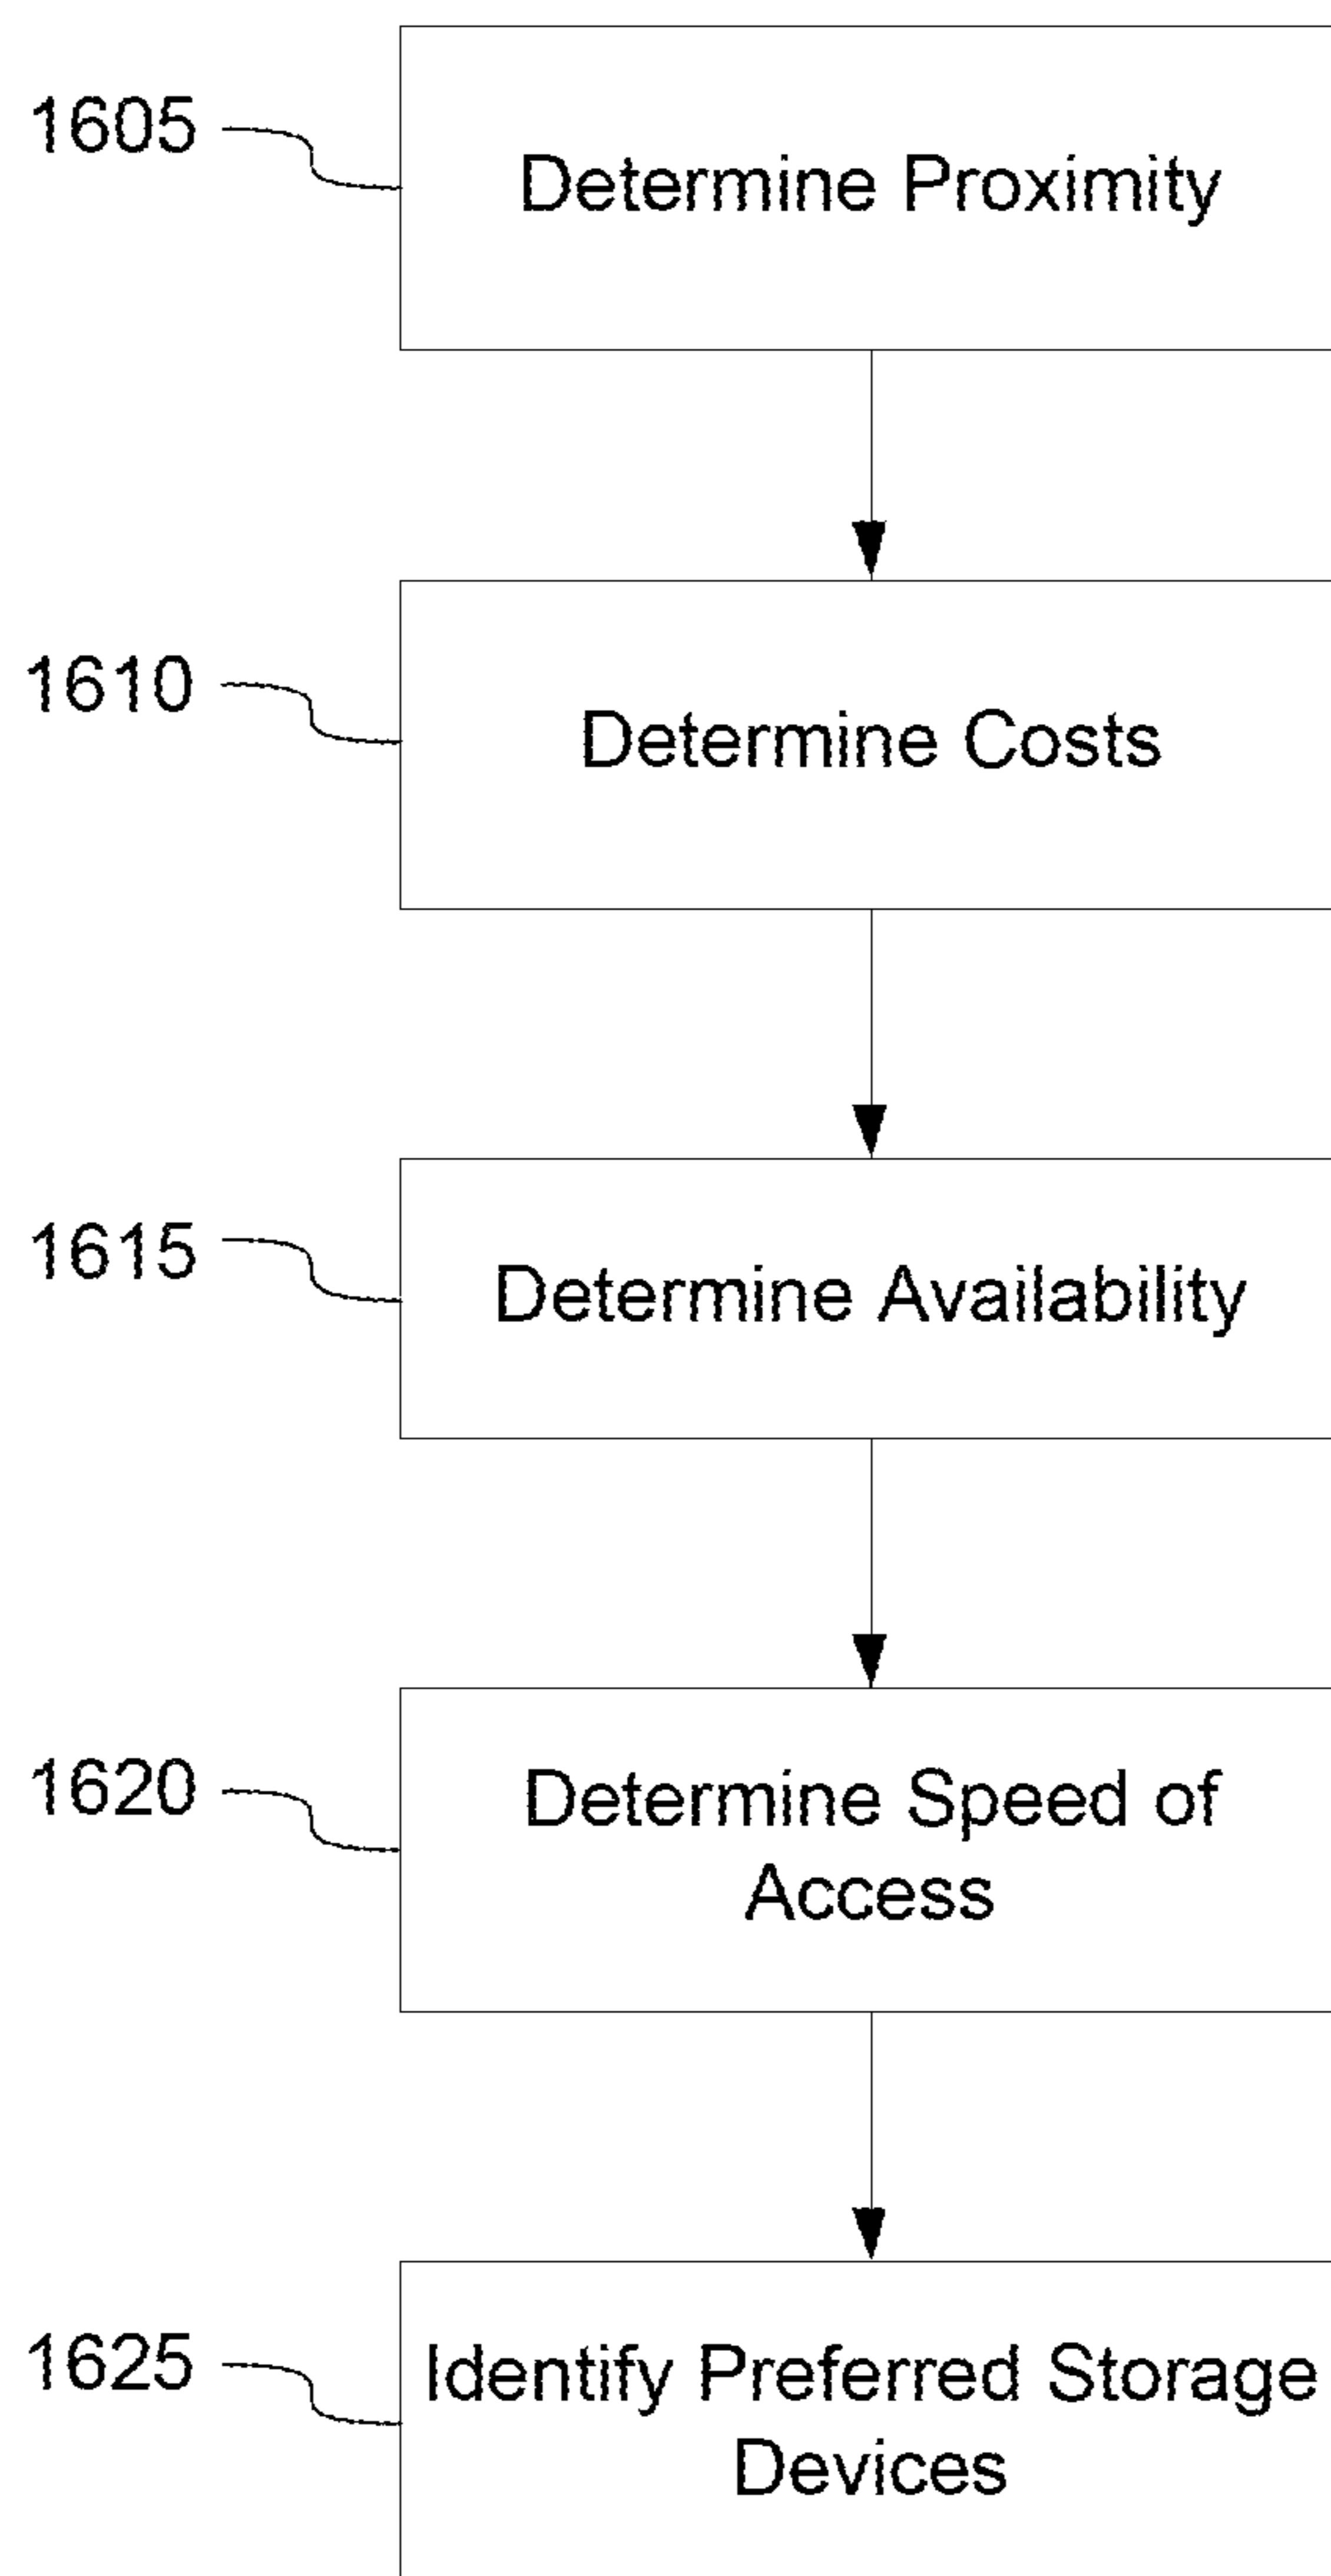 1605
Determine Proximity
1610
Determine Costs
1615
Determine Availability
1620
Determine Speed of
Access
1625
Identify Preferred Storage
Devices